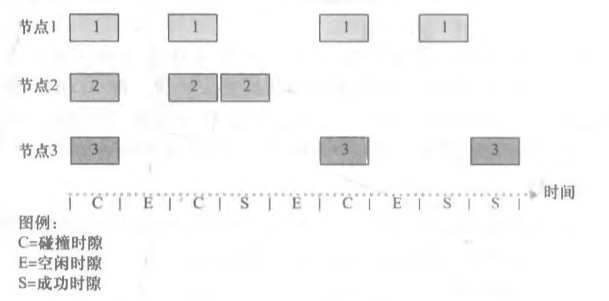 节点1 1 1 1 1
节点2 2 2 2
节点3 3 3 3
时间
| C | E | C | S | E | C | E | S | S |
图例:
C=碰撞时隙
E=空闲时隙
S=成功时隙